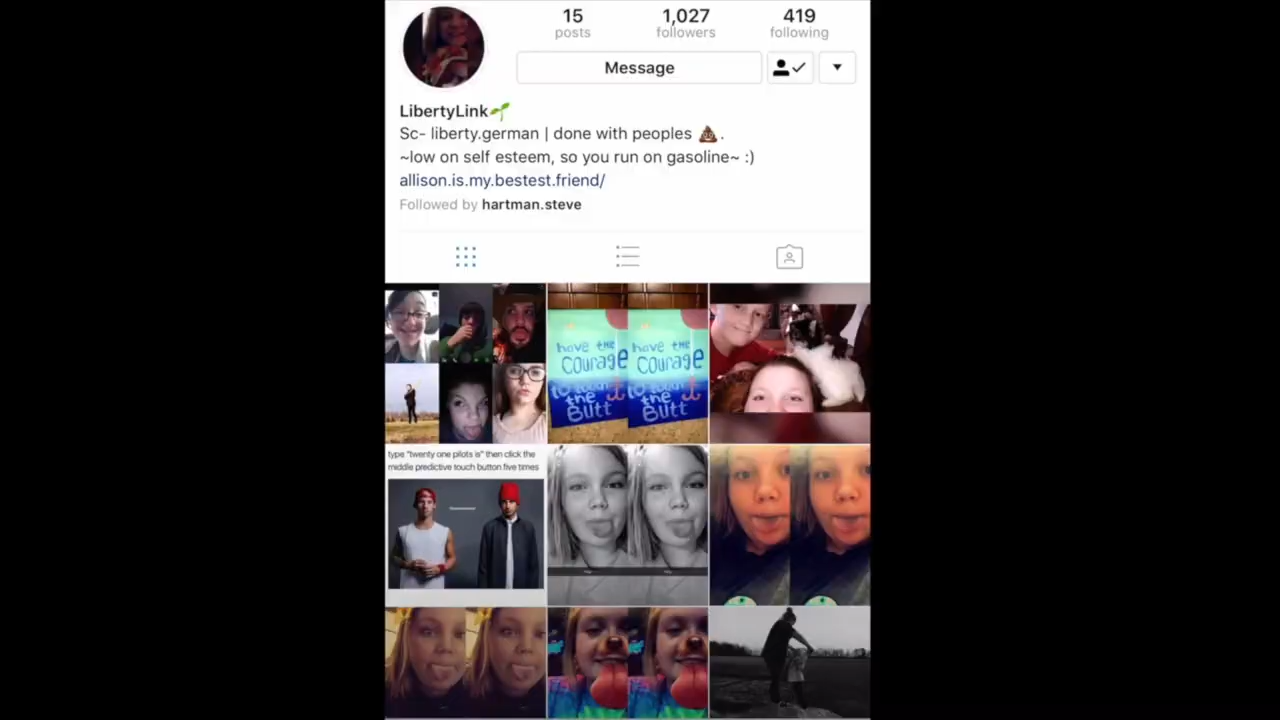 15 1,027 419
posts followers following
Message
LibertyLink🌱
Sc- liberty.german | done with peoples 💩.
~low on self esteem, so you run on gasoline~ :)
allison.is.my.bestest.friend/
Followed by hartman.steve
have the have the
Courage Courage
to touch to touch
the the
Butt Butt
type "twenty one pilots is" then click the
middle predictive touch button five times